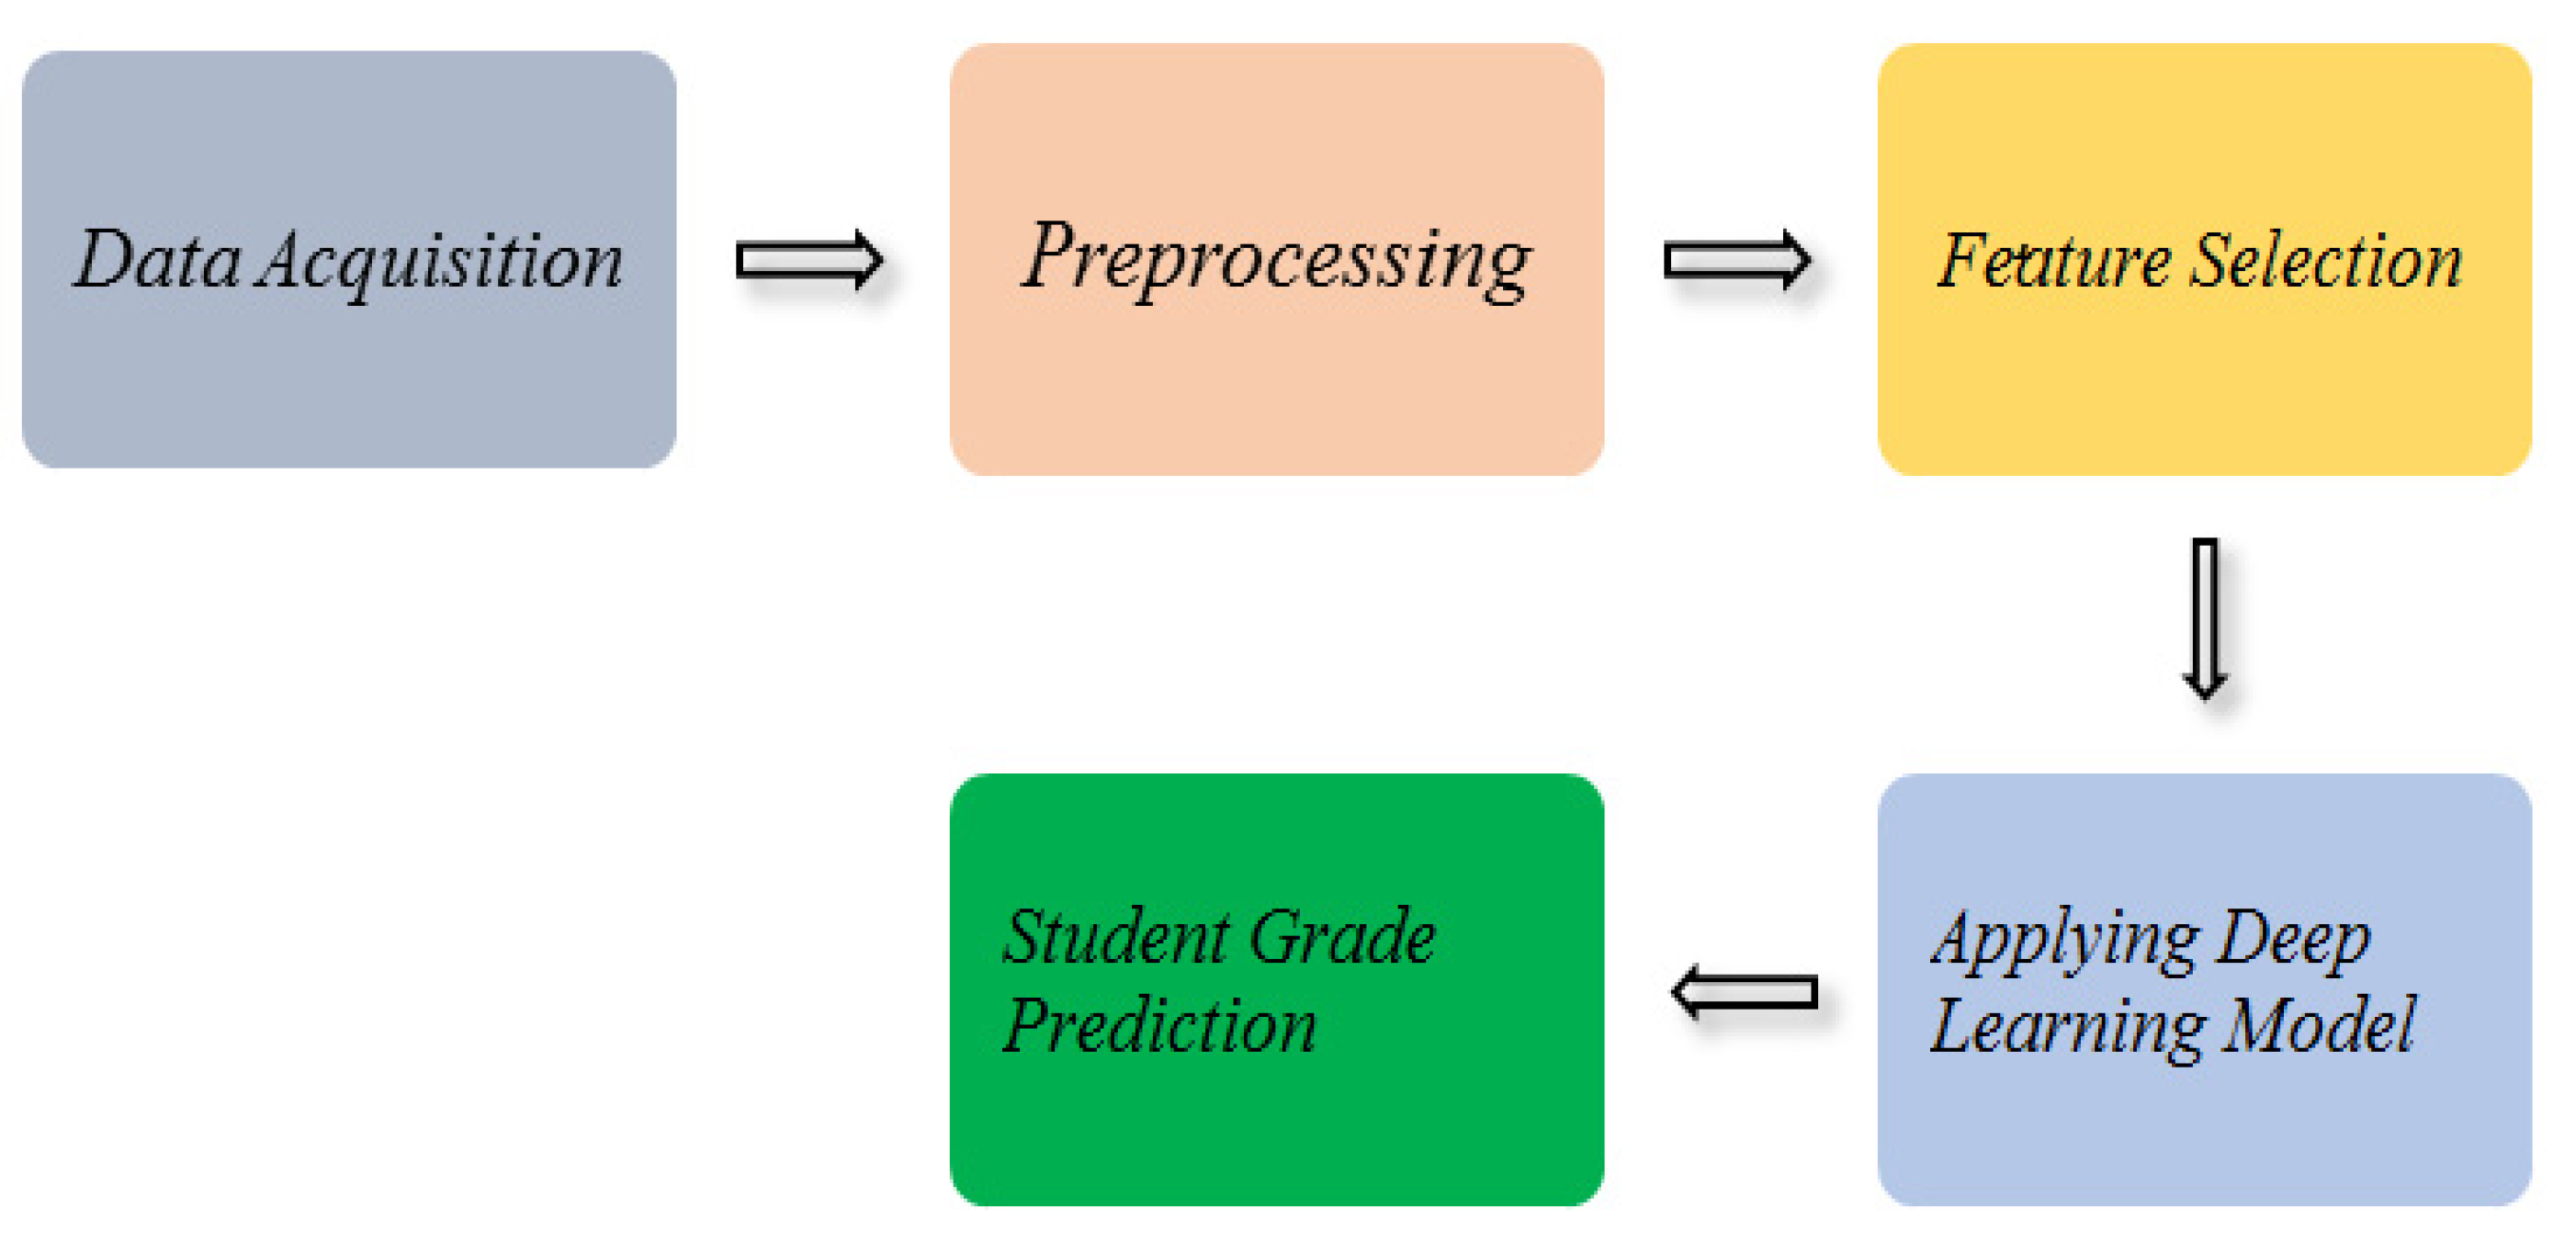 Data Acquisition
Preprocessing
Feature Selection
Applying Deep
Learning Model
Student Grade
Prediction